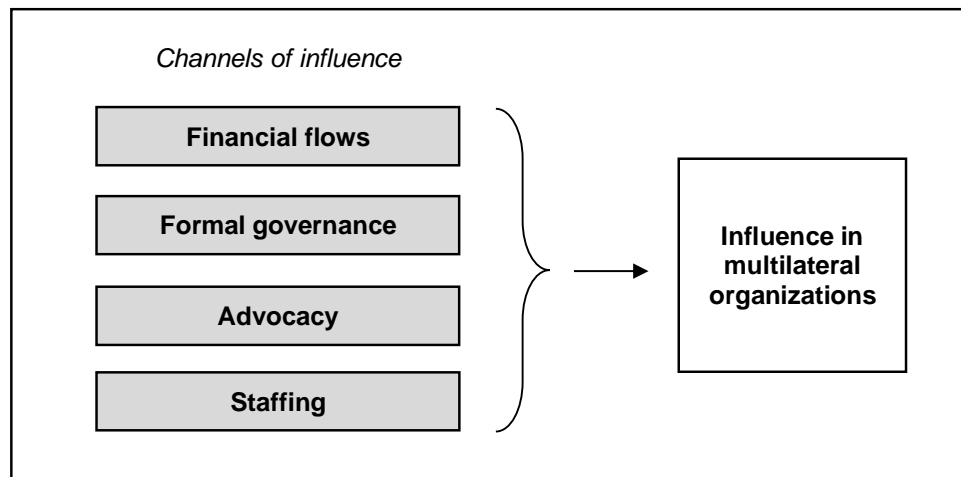 Channels of influence
Financial flows
Formal governance
Advocacy
Staffing
Influence in
multilateral
organizations